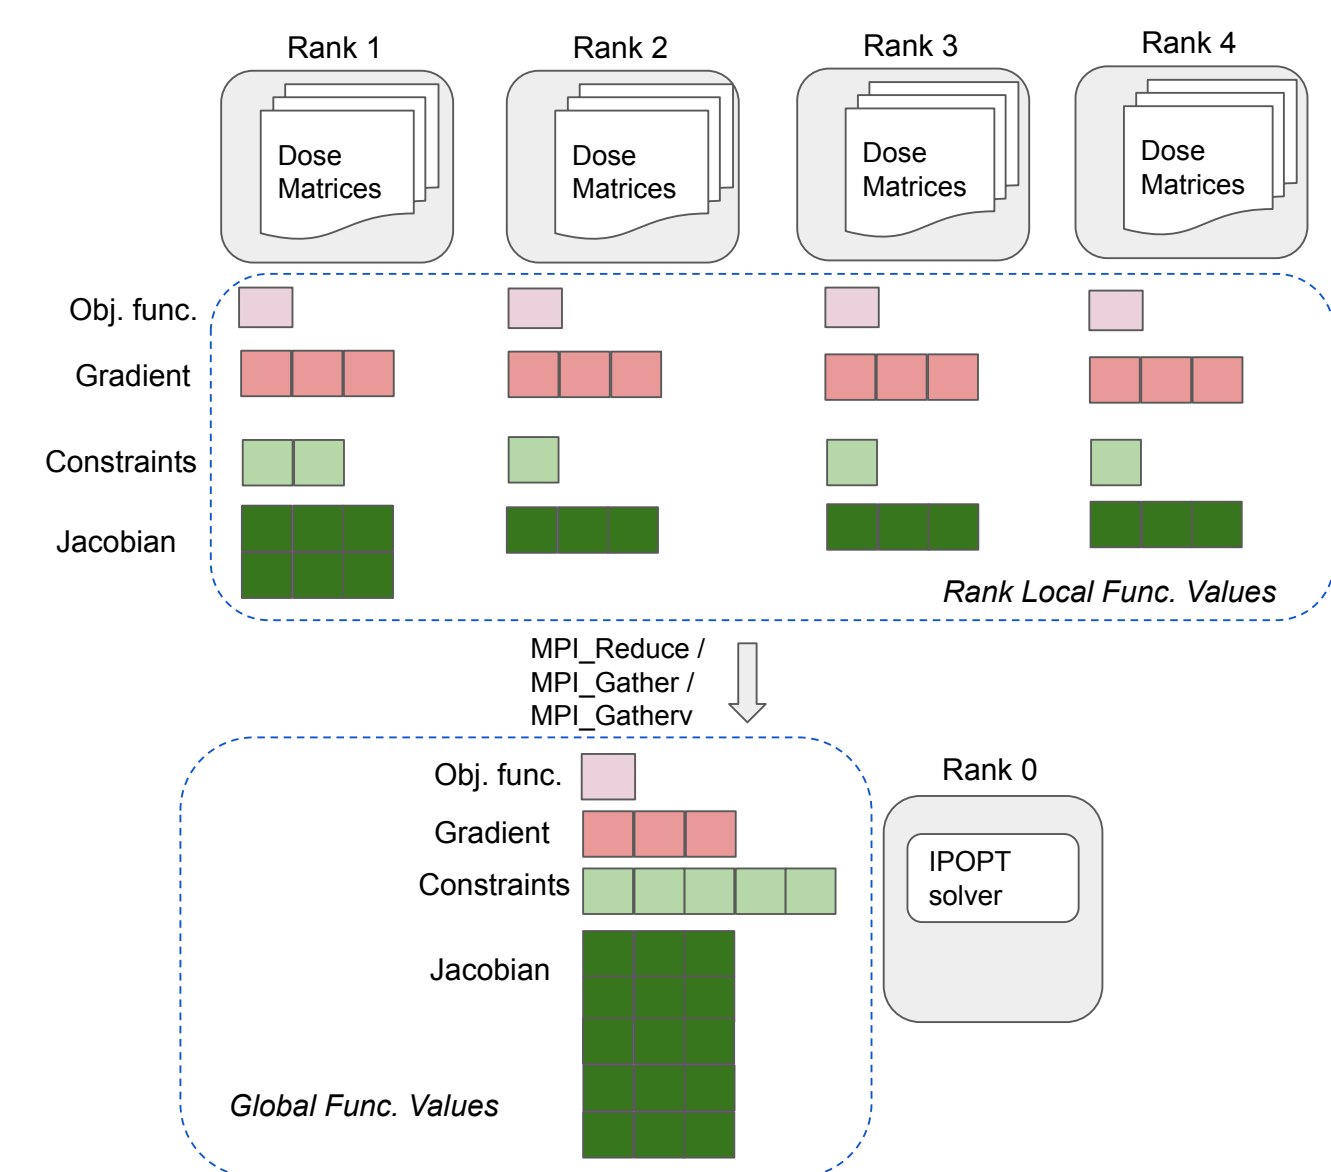 Rank 1
Rank 2
Rank 3
Rank 4
Dose
Matrices
Dose
Matrices
Dose
Matrices
Dose
Matrices
Obj. func.
Gradient
Constraints
Jacobian
Rank Local Func. Values
MPI_Reduce /
MPI_Gather /
MPI_Gatherv
Obj. func.
Gradient
Constraints
Jacobian
Global Func. Values
Rank 0
IPOPT
solver